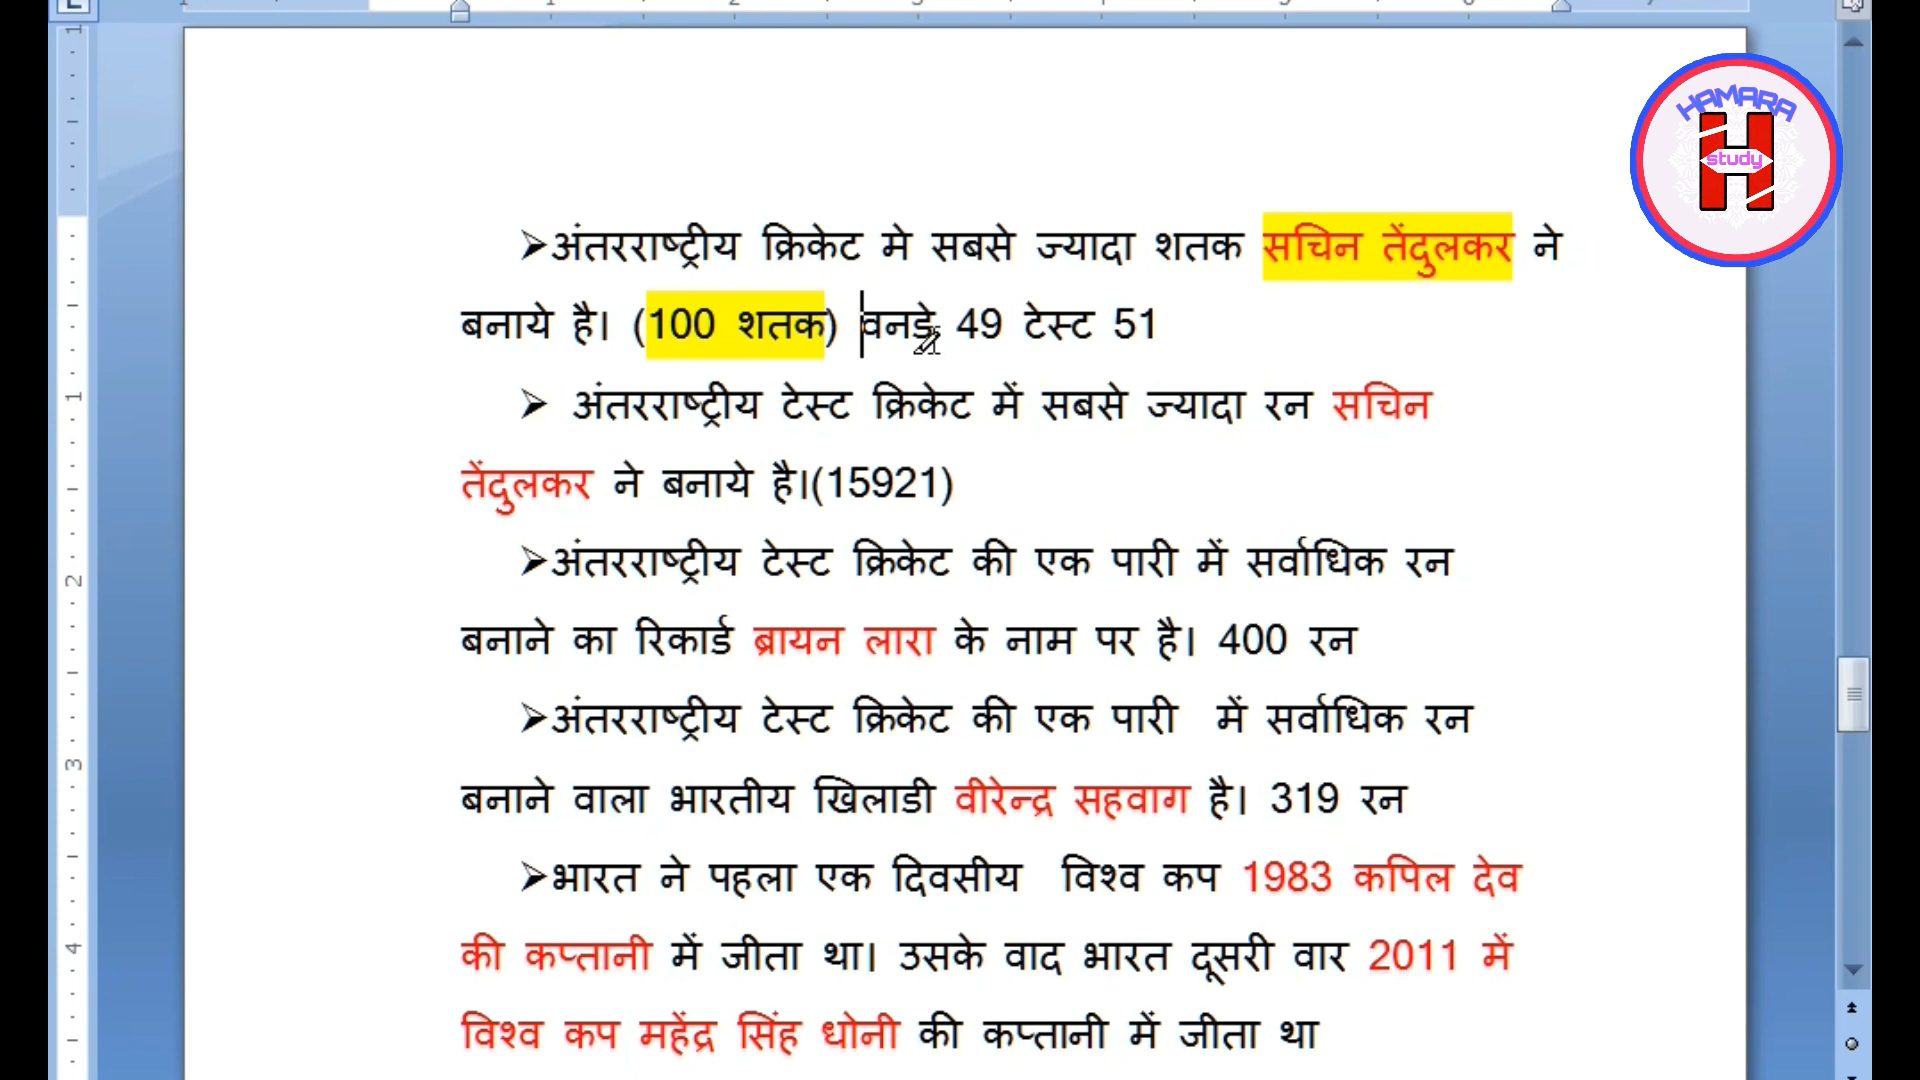 HAMARA
H
study
➢अंतरराष्ट्रीय क्रिकेट मे सबसे ज्यादा शतक सचिन तेंदुलकर ने
बनाये है। (100 शतक) वनडे 49 टेस्ट 51
➢ अंतरराष्ट्रीय टेस्ट क्रिकेट में सबसे ज्यादा रन सचिन
तेंदुलकर ने बनाये है।(15921)
➢अंतरराष्ट्रीय टेस्ट क्रिकेट की एक पारी में सर्वाधिक रन
बनाने का रिकार्ड ब्रायन लारा के नाम पर है। 400 रन
➢अंतरराष्ट्रीय टेस्ट क्रिकेट की एक पारी में सर्वाधिक रन
बनाने वाला भारतीय खिलाडी वीरेन्द्र सहवाग है। 319 रन
➢भारत ने पहला एक दिवसीय विश्व कप 1983 कपिल देव
की कप्तानी में जीता था। उसके वाद भारत दूसरी वार 2011 में
विश्व कप महेंद्र सिंह धोनी की कप्तानी में जीता था